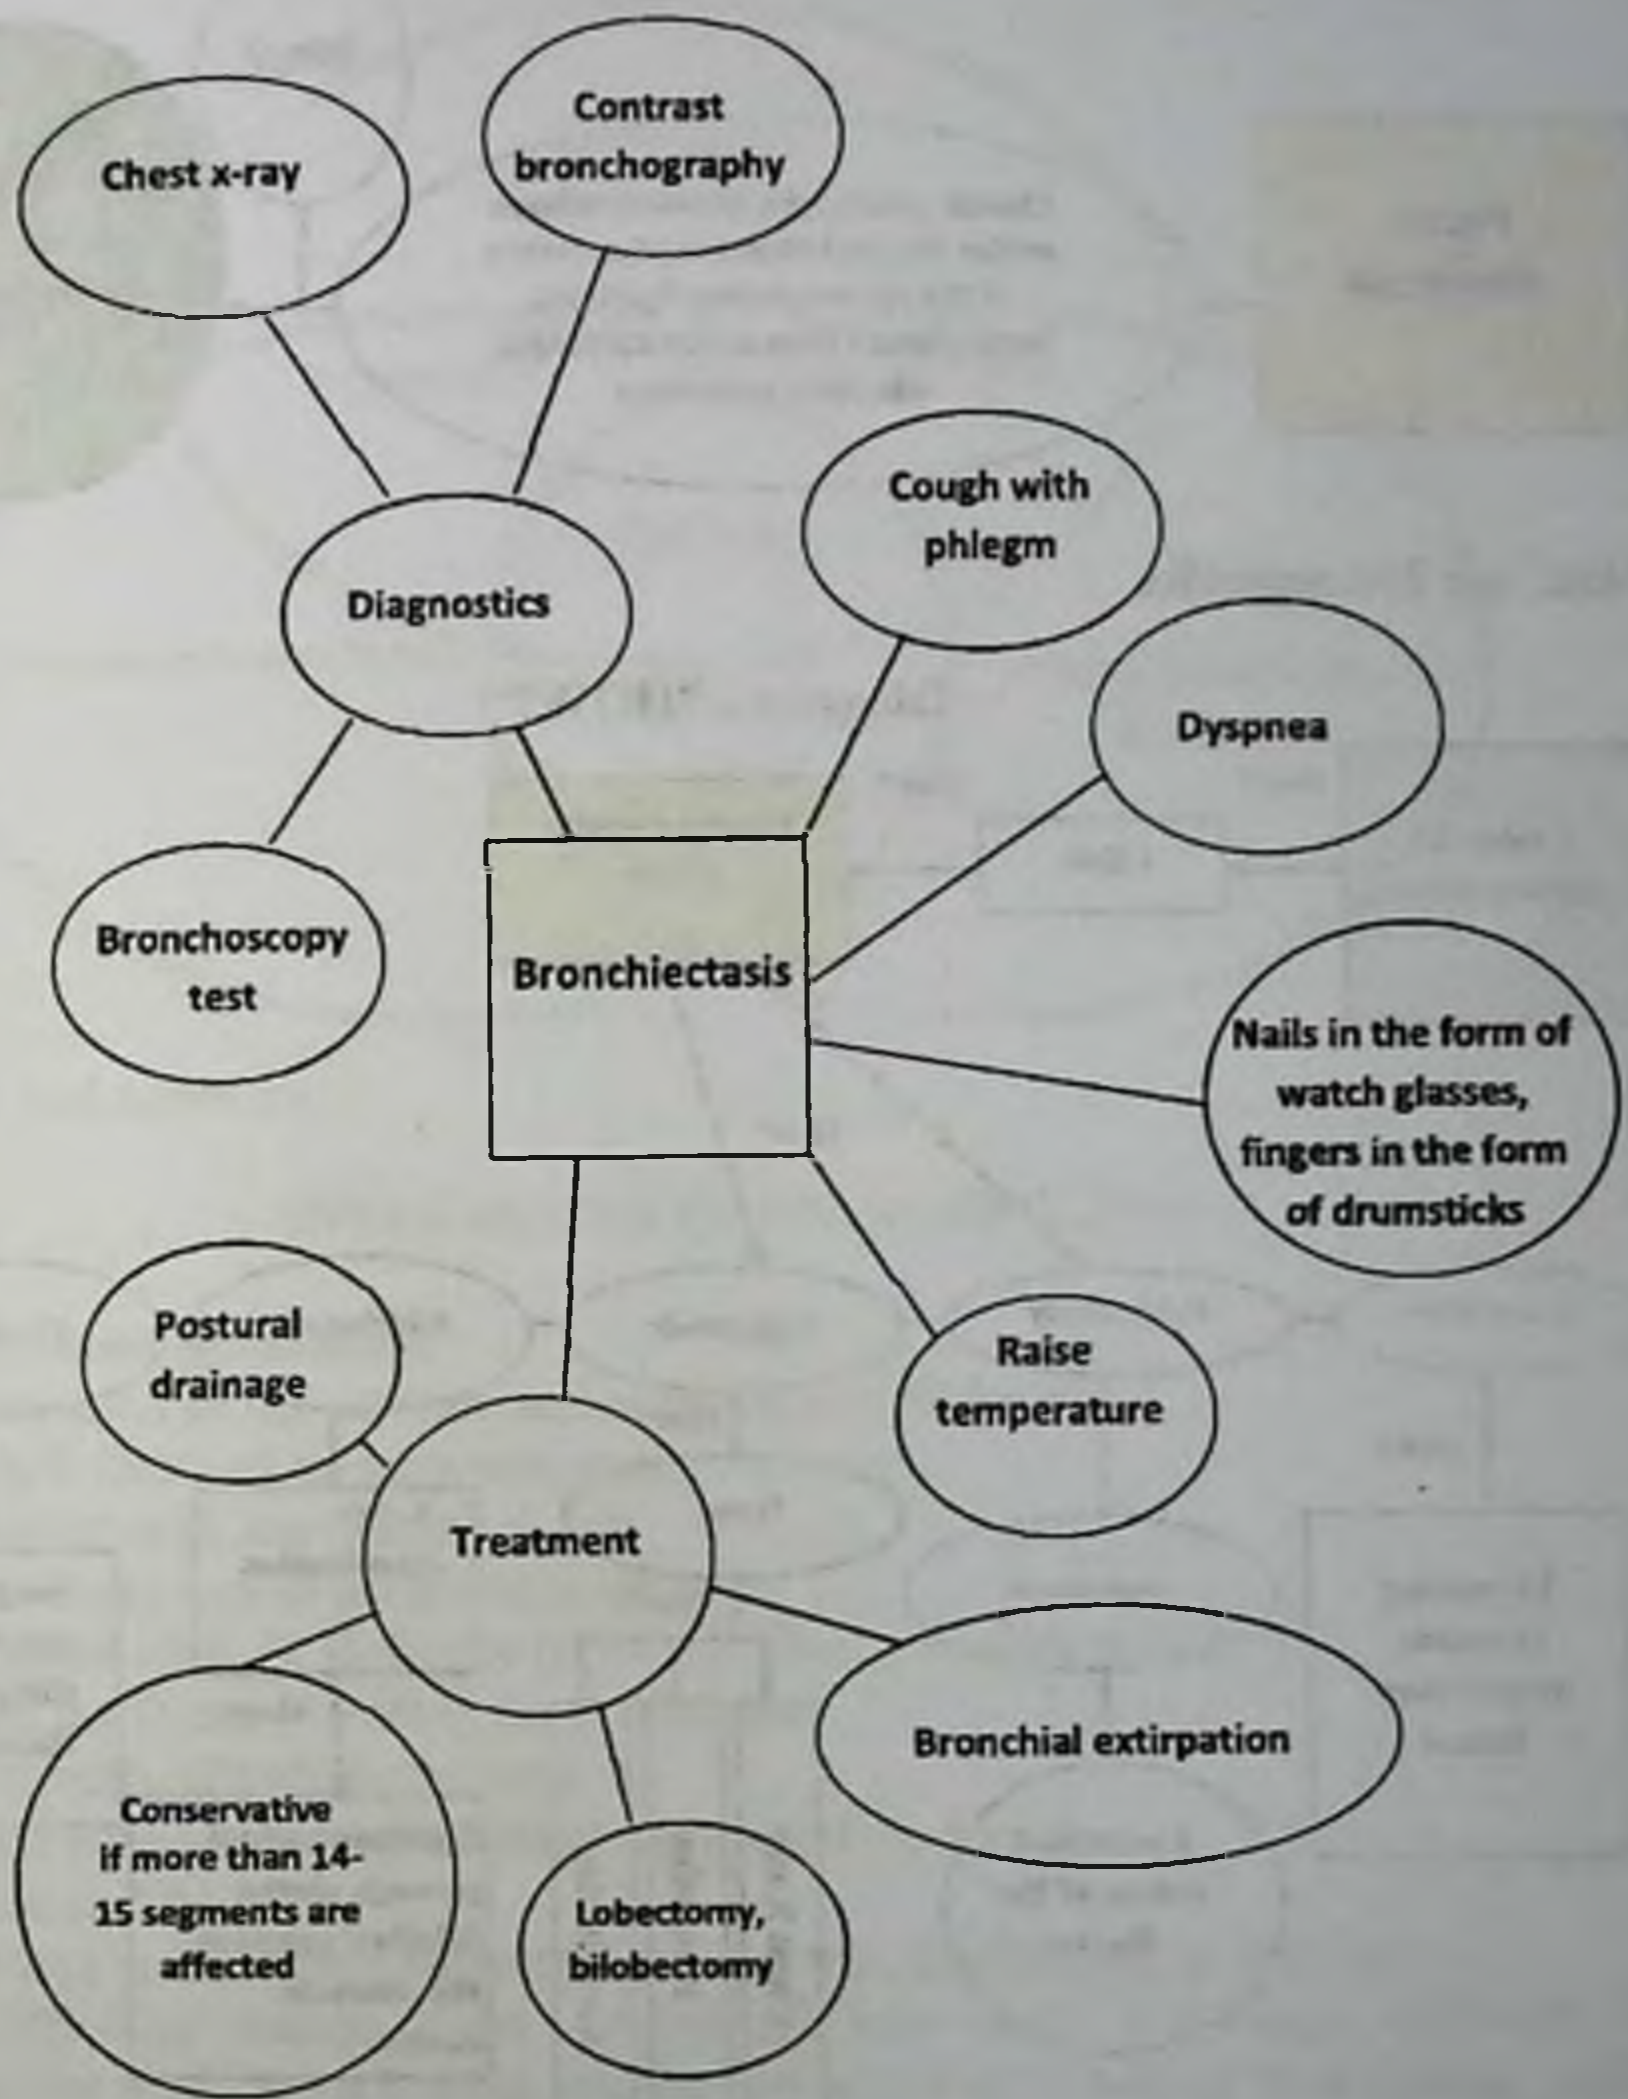 Contrast
bronchography
Chest x-ray
Cough with
phlegm
Diagnostics
Dyspnea
Bronchoscopy
test
Bronchiectasis
Nails in the form of
watch glasses,
fingers in the form
of drumsticks
Postural
drainage
Raise
temperature
Treatment
Bronchial extirpation
Conservative
if more than 14-
15 segments are
affected
Lobectomy,
bilobectomy